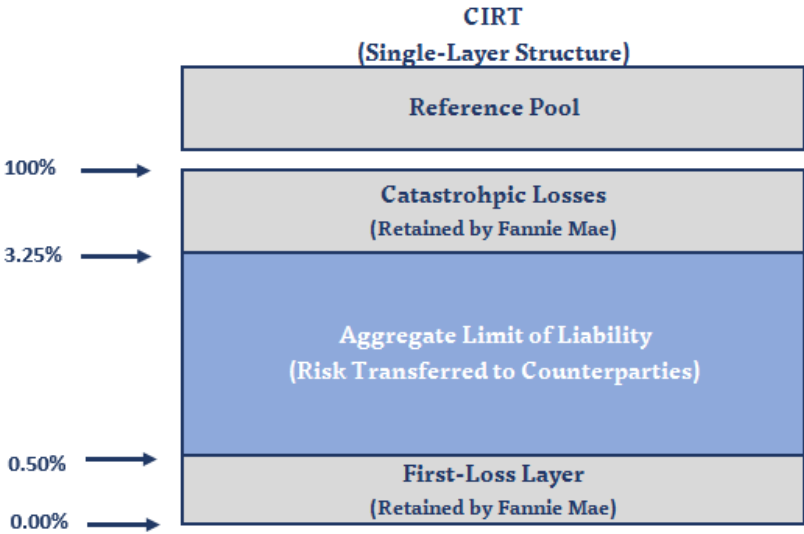 CIRT
(Single-Layer Structure)
Reference Pool
100%
Catastrohpic Losses
(Retained by Fannie Mae)
3.25%
Aggregate Limit of Liability
(Risk Transferred to Counterparties)
0.50%
First-Loss Layer
(Retained by Fannie Mae)
0.00%